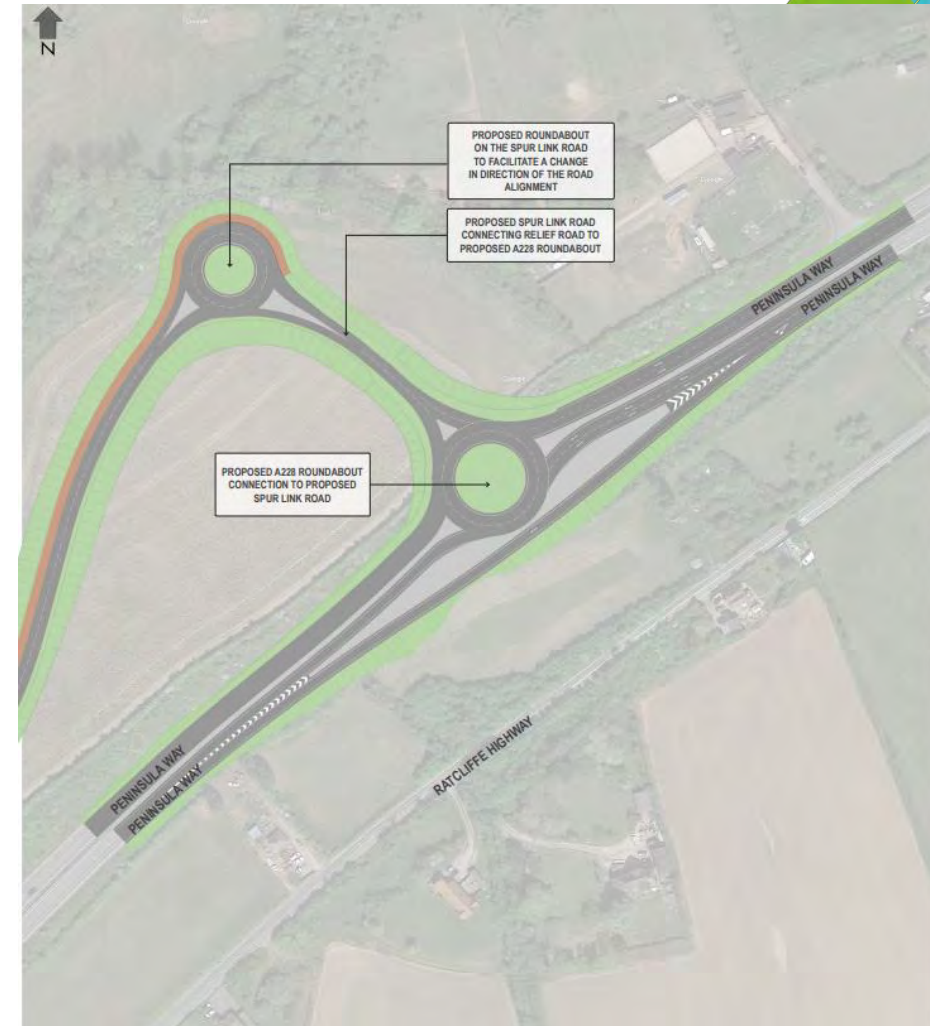 N
PROPOSED ROUNDABOUT
ON THE SPUR LINK ROAD
TO FACILITATE A CHANGE
IN DIRECTION OF THE ROAD
ALIGNMENT
PROPOSED SPUR LINK ROAD
CONNECTING RELIEF ROAD TO
PROPOSED A228 ROUNDABOUT
PENINSULA WAY
PENINSULA WAY
PROPOSED A228 ROUNDABOUT
CONNECTION TO PROPOSED
SPUR LINK ROAD
RATCLIFFE HIGHWAY
PENINSULA WAY
PENINSULA WAY